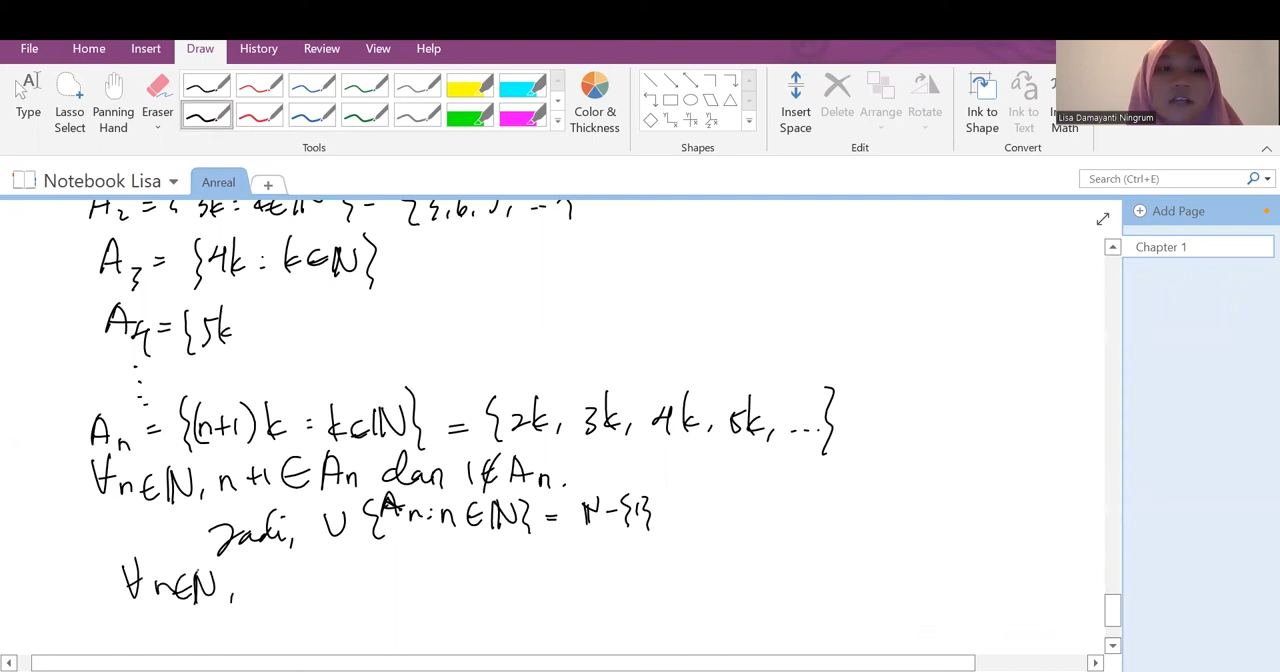 File Home Insert Draw History Review View Help
Type Lasso Select Panning Hand Eraser Color & Thickness Insert Space Delete Arrange Rotate Ink to Shape Ink to Text Math
Lisa Damayanti Ningrum
Tools Shapes Edit Convert
Notebook Lisa Anreal Search (Ctrl+E)
Add Page
Chapter 1
A₃ = {4k : k∈ℕ}
A₄ = {5k
⋮
Aₙ = {(n+1)k : k∈ℕ} = {2k, 3k, 4k, 5k, ...}
∀n∈ℕ, n+1 ∈ Aₙ dan 1∉Aₙ.
Jadi, ∪ {Aₙ : n∈ℕ} = ℕ-{1}
∀n∈ℕ,